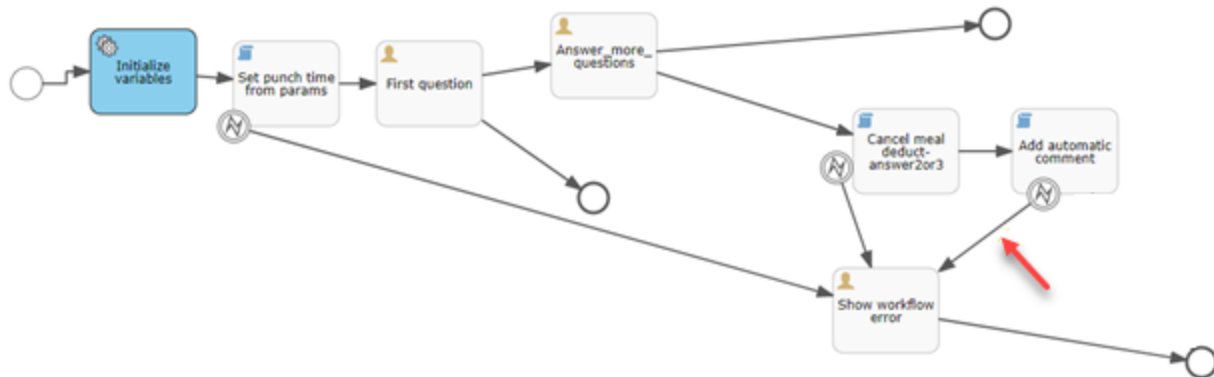 Initialize
variables
Set punch time
from params
First question
Answer_more_
questions
Cancel meal
deduct-
answer2or3
Add automatic
comment
Show workflow
error